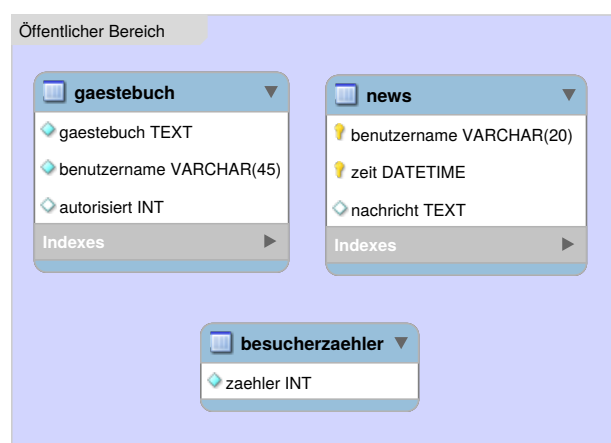 Öffentlicher Bereich
gaestebuch
gaestebuch TEXT
benutzername VARCHAR(45)
autorisiert INT
Indexes
news
benutzername VARCHAR(20)
zeit DATETIME
nachricht TEXT
Indexes
besucherzaehler
zaehler INT